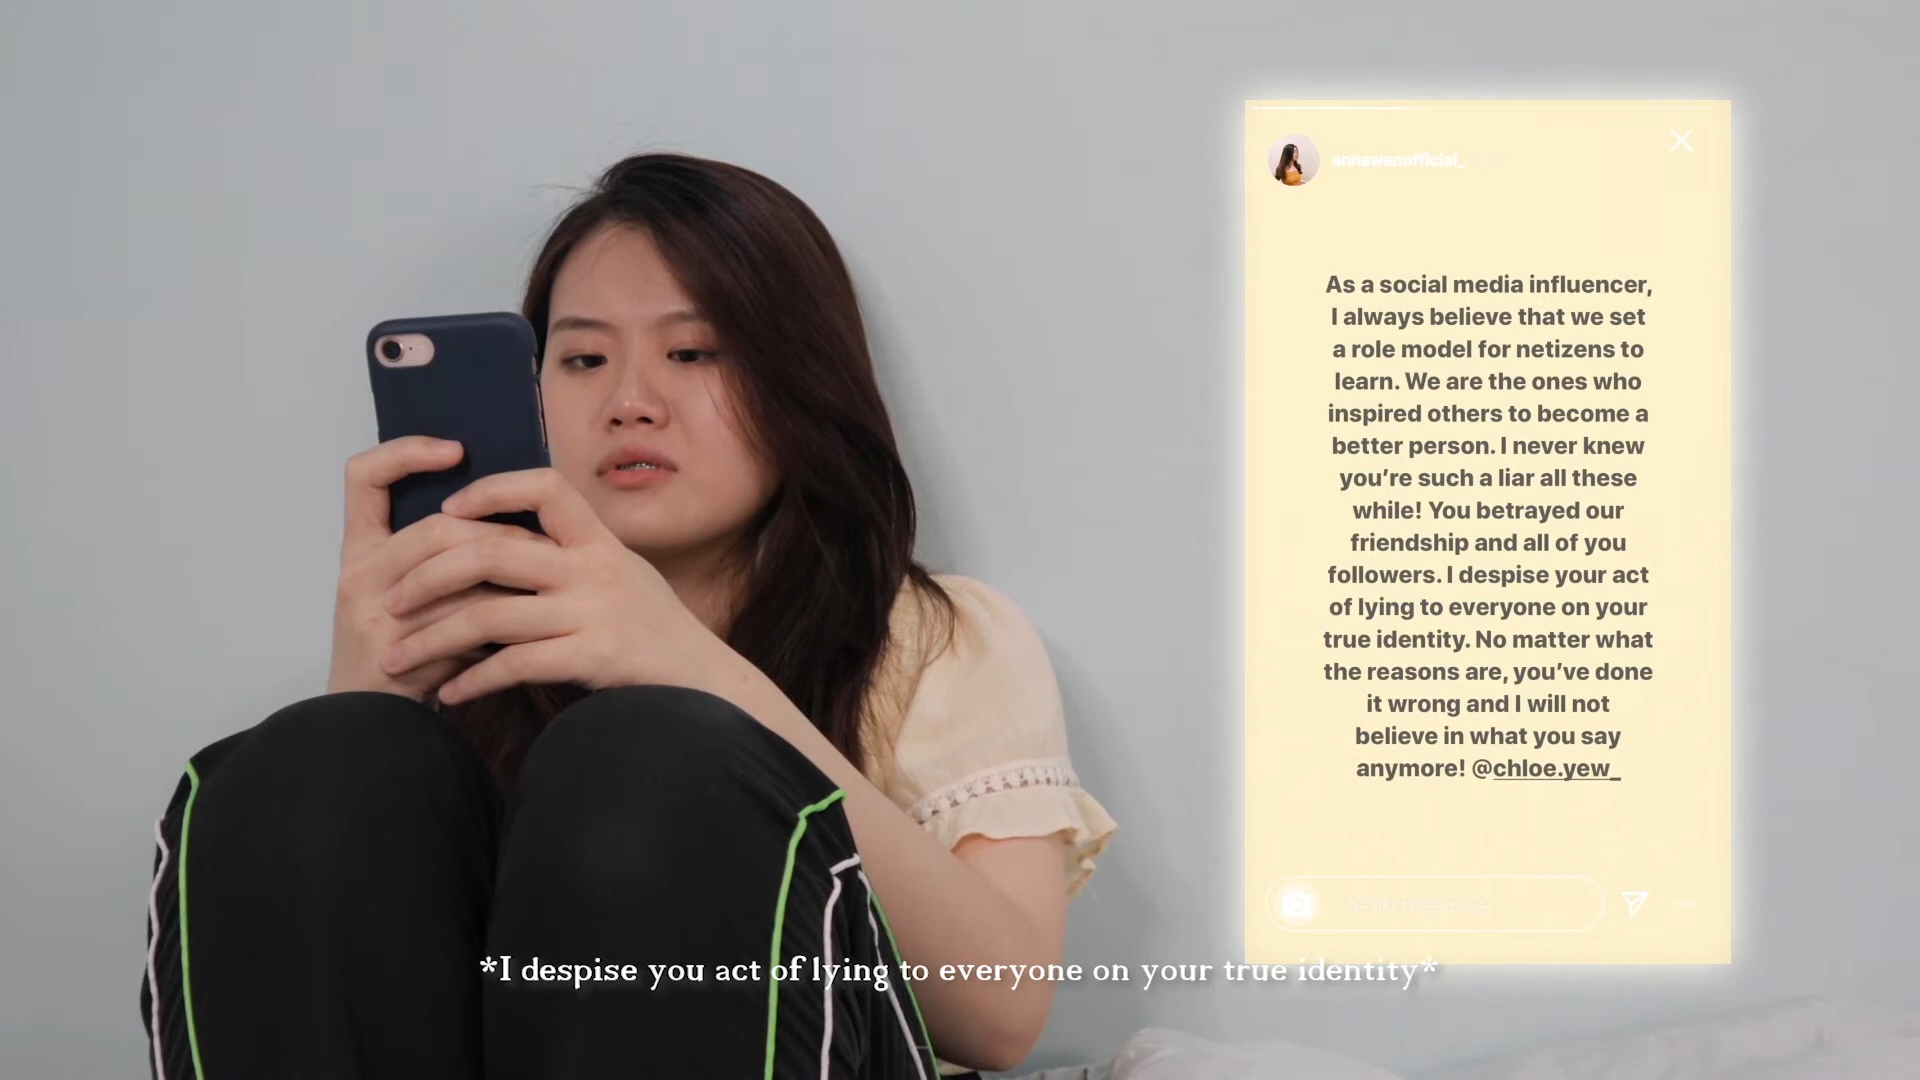 annawanofficial_
As a social media influencer,
I always believe that we set
a role model for netizens to
learn. We are the ones who
inspired others to become a
better person. I never knew
you're such a liar all these
while! You betrayed our
friendship and all of you
followers. I despise your act
of lying to everyone on your
true identity. No matter what
the reasons are, you've done
it wrong and I will not
believe in what you say
anymore! @chloe.yew_
Send message
*I despise you act of lying to everyone on your true identity*